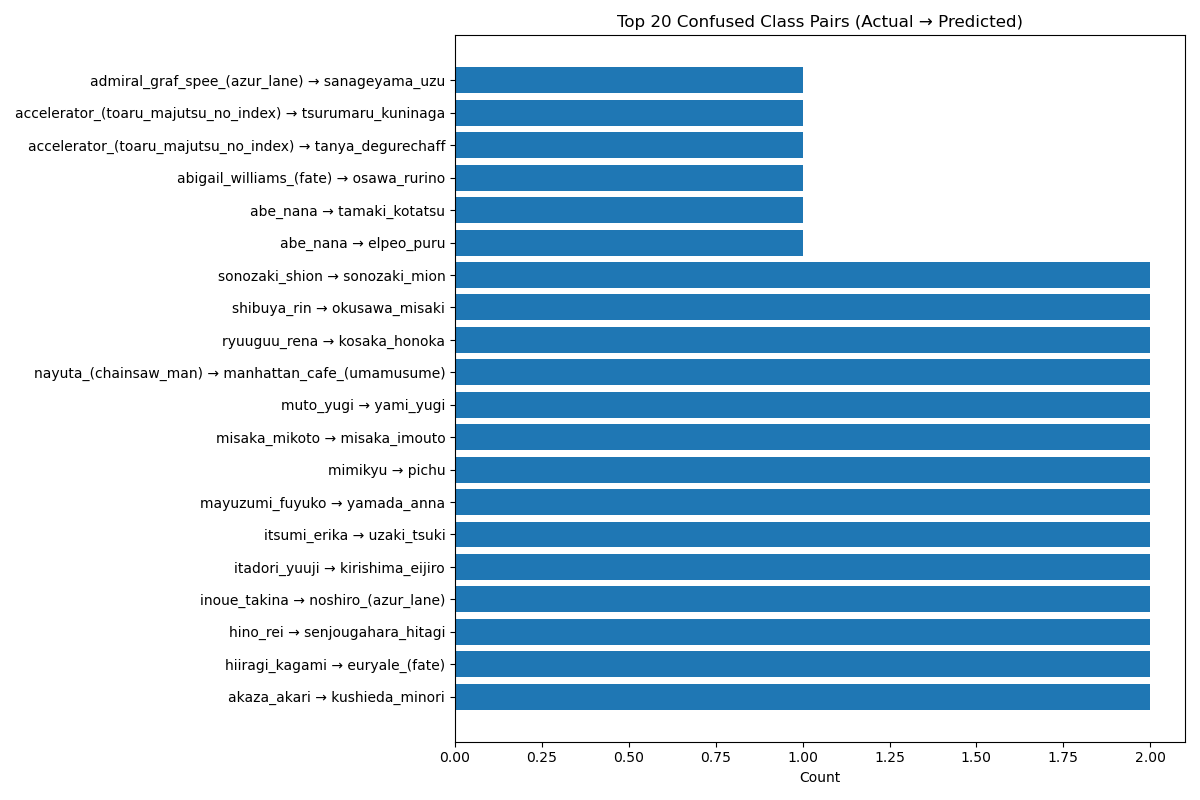 Top 20 Confused Class Pairs (Actual → Predicted)
admiral_graf_spee_(azur_lane) → sanageyama_uzu
accelerator_(toaru_majutsu_no_index) → tsurumaru_kuninaga
accelerator_(toaru_majutsu_no_index) → tanya_degurechaff
abigail_williams_(fate) → osawa_rurino
abe_nana → tamaki_kotatsu
abe_nana → elpeo_puru
sonozaki_shion → sonozaki_mion
shibuya_rin → okusawa_misaki
ryuuguu_rena → kosaka_honoka
nayuta_(chainsaw_man) → manhattan_cafe_(umamusume)
muto_yugi → yami_yugi
misaka_mikoto → misaka_imouto
mimikyu → pichu
mayuzumi_fuyuko → yamada_anna
itsumi_erika → uzaki_tsuki
itadori_yuuji → kirishima_eijiro
inoue_takina → noshiro_(azur_lane)
hino_rei → senjougahara_hitagi
hiiragi_kagami → euryale_(fate)
akaza_akari → kushieda_minori
0.00 0.25 0.50 0.75 1.00 1.25 1.50 1.75 2.00
Count